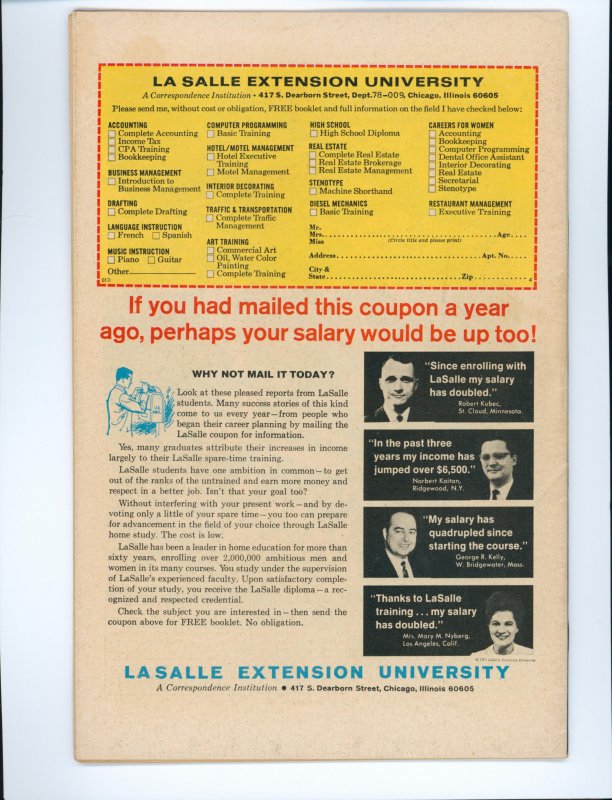 LA SALLE EXTENSION UNIVERSITY
A Correspondence Institution • 417 S. Dearborn Street, Dept. 78-009, Chicago, Illinois 60605
Please send me, without cost or obligation, FREE booklet and full information on the field I have checked below:
ACCOUNTING
Complete Accounting
Income Tax
CPA Training
Bookkeeping
BUSINESS MANAGEMENT
Introduction to
Business Management
DRAFTING
Complete Drafting
LANGUAGE INSTRUCTION
French Spanish
MUSIC INSTRUCTION
Piano Guitar
Other
COMPUTER PROGRAMMING
Basic Training
HOTEL/MOTEL MANAGEMENT
Hotel Executive
Training
Motel Management
INTERIOR DECORATING
Complete Training
TRAFFIC & TRANSPORTATION
Complete Traffic
Management
ART TRAINING
Commercial Art
Oil, Water Color
Painting
Complete Training
HIGH SCHOOL
High School Diploma
REAL ESTATE
Complete Real Estate
Real Estate Brokerage
Real Estate Management
STENOTYPE
Machine Shorthand
DIESEL MECHANICS
Basic Training
CAREERS FOR WOMEN
Accounting
Bookkeeping
Computer Programming
Dental Office Assistant
Interior Decorating
Real Estate
Secretarial
Stenotype
RESTAURANT MANAGEMENT
Executive Training
Mr.
Mrs. Age
Miss (Circle title and please print)
Address Apt. No.
City &
State Zip
4
If you had mailed this coupon a year
ago, perhaps your salary would be up too!
WHY NOT MAIL IT TODAY?
Look at these pleased reports from LaSalle
students. Many success stories of this kind
come to us every year—from people who
began their career planning by mailing the
LaSalle coupon for information.
Yes, many graduates attribute their increases in income
largely to their LaSalle spare-time training.
LaSalle students have one ambition in common—to get
out of the ranks of the untrained and earn more money and
respect in a better job. Isn't that your goal too?
Without interfering with your present work—and by de-
voting only a little of your spare time—you too can prepare
for advancement in the field of your choice through LaSalle
home study. The cost is low.
LaSalle has been a leader in home education for more than
sixty years, enrolling over 2,000,000 ambitious men and
women in its many courses. You study under the supervision
of LaSalle's experienced faculty. Upon satisfactory comple-
tion of your study, you receive the LaSalle diploma—a rec-
ognized and respected credential.
Check the subject you are interested in—then send the
coupon above for FREE booklet. No obligation.
"Since enrolling with
LaSalle my salary
has doubled."
Robert Kubec,
St. Cloud, Minnesota.
"In the past three
years my income has
jumped over $6,500."
Norbert Kaitan,
Ridgewood, N.Y.
"My salary has
quadrupled since
starting the course."
George R. Kelly,
W. Bridgewater, Mass.
"Thanks to LaSalle
training . . . my salary
has doubled."
Mrs. Mary M. Nyberg,
Los Angeles, Calif.
LASALLE EXTENSION UNIVERSITY
A Correspondence Institution • 417 S. Dearborn Street, Chicago, Illinois 60605